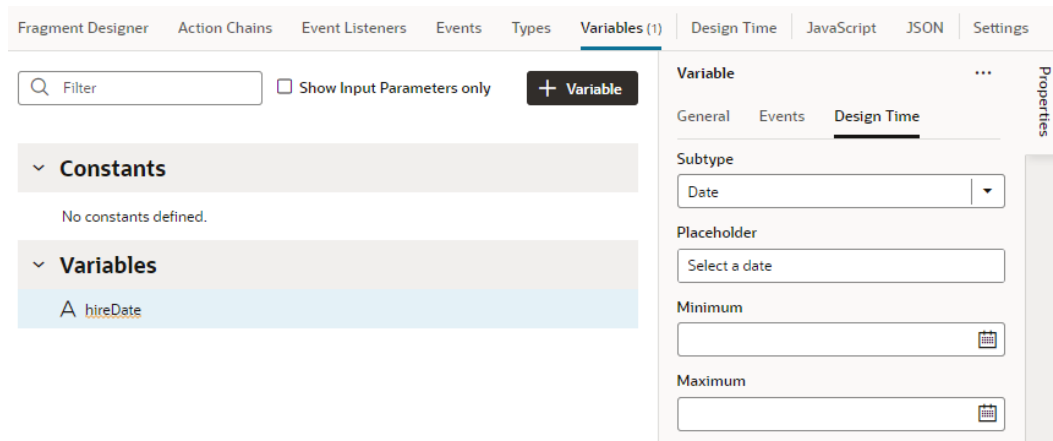 Fragment Designer Action Chains Event Listeners Events Types Variables (1) Design Time JavaScript JSON Settings
Filter Show Input Parameters only + Variable
Constants
No constants defined.
Variables
A hireDate
Variable ...
General Events Design Time
Subtype
Date
Placeholder
Select a date
Minimum
Maximum
Properties